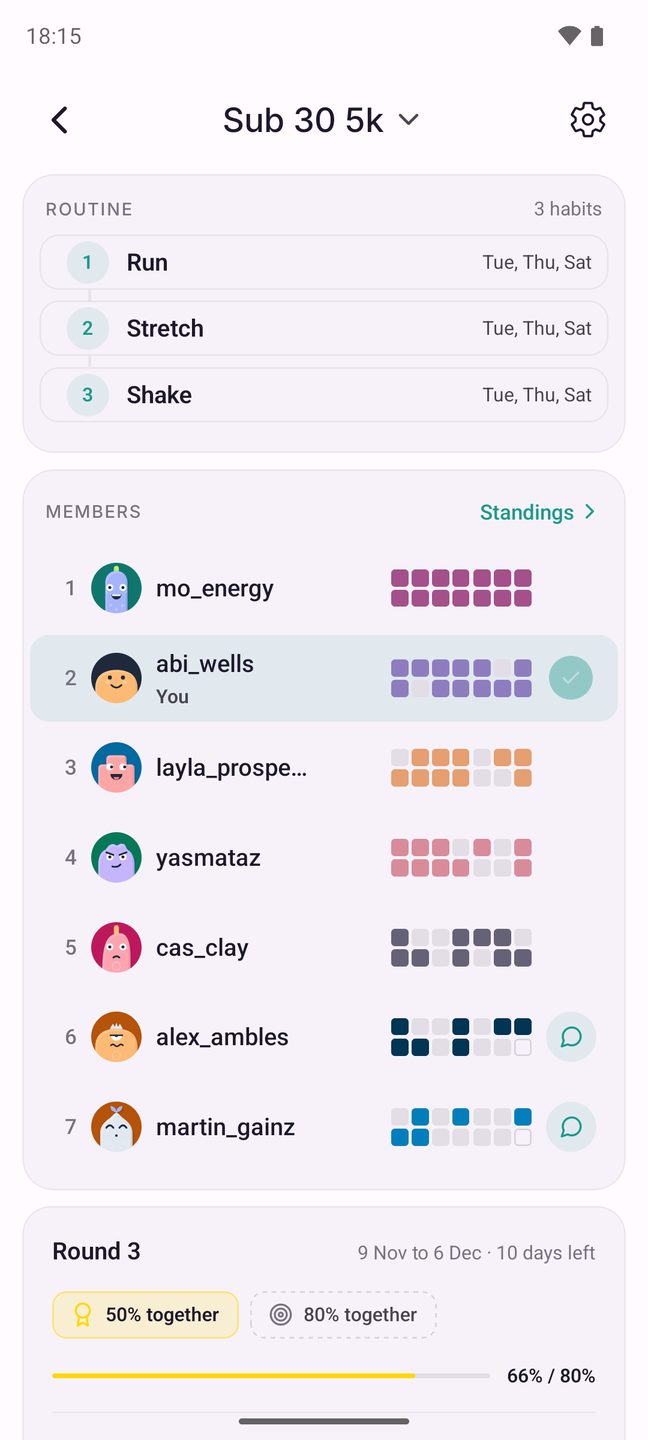 18:15
Sub 30 5k
ROUTINE
3 habits
1
Run
Tue, Thu, Sat
2
Stretch
Tue, Thu, Sat
3
Shake
Tue, Thu, Sat
MEMBERS
Standings
1
mo_energy
2
abi_wells
You
3
layla_prospe...
4
yasmataz
5
cas_clay
6
alex_ambles
7
martin_gainz
Round 3
9 Nov to 6 Dec · 10 days left
50% together
80% together
66% / 80%